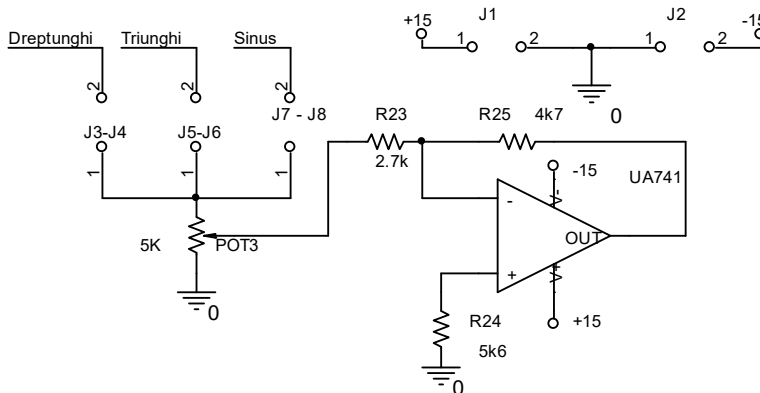 +15
J1
J2
-15
Dreptunghi
Triunghi
Sinus
1
2
1
2
2
2
2
0
J7 - J8
R23
R25
4k7
J3-J4
J5-J6
2.7k
-15
UA741
1
1
1
V-
-
5K
POT3
OUT
+
V+
0
R24
+15
5k6
0